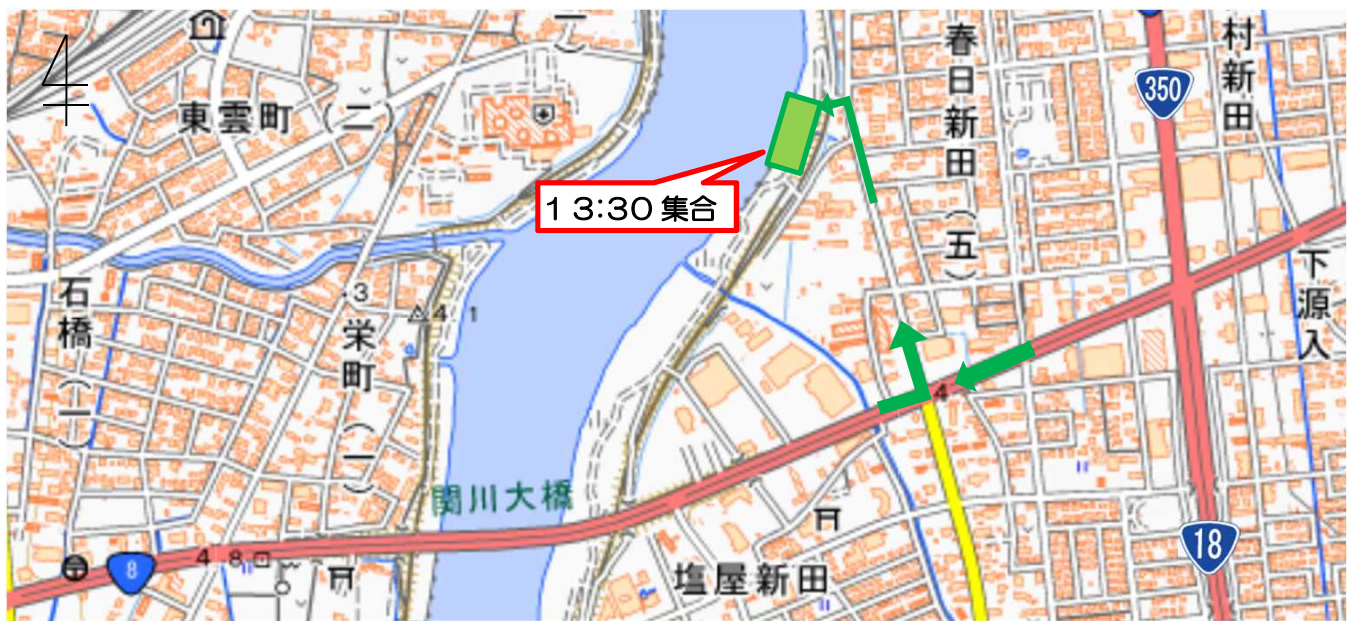 東雲町(二)
一)
春日新田(五)
村新田
350
13:30 集合
石橋(一)
3
栄町(一)
4 1
下源入
4
関川大橋
塩屋新田
8
4 8
18